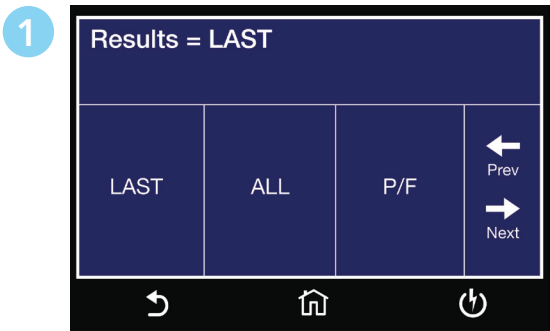 1
Results = LAST
LAST
ALL
P/F
Prev
Next